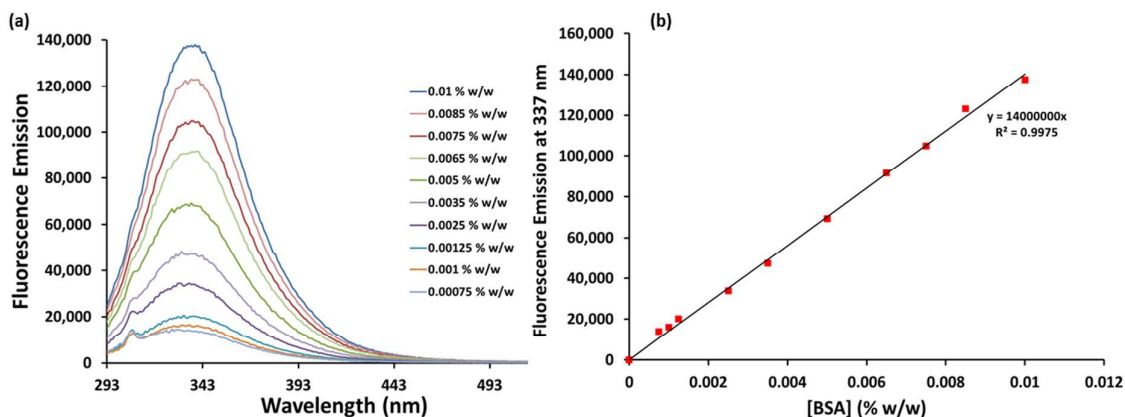 (a)
140,000
120,000
100,000
80,000
60,000
40,000
20,000
0
Fluorescence Emission
293 343 393 443 493
Wavelength (nm)
0.01 % w/w
0.0085 % w/w
0.0075 % w/w
0.0065 % w/w
0.005 % w/w
0.0035 % w/w
0.0025 % w/w
0.00125 % w/w
0.001 % w/w
0.00075 % w/w
(b)
160,000
140,000
120,000
100,000
80,000
60,000
40,000
20,000
0
Fluorescence Emission at 337 nm
y = 14000000x
R² = 0.9975
0 0.002 0.004 0.006 0.008 0.01 0.012
[BSA] (% w/w)